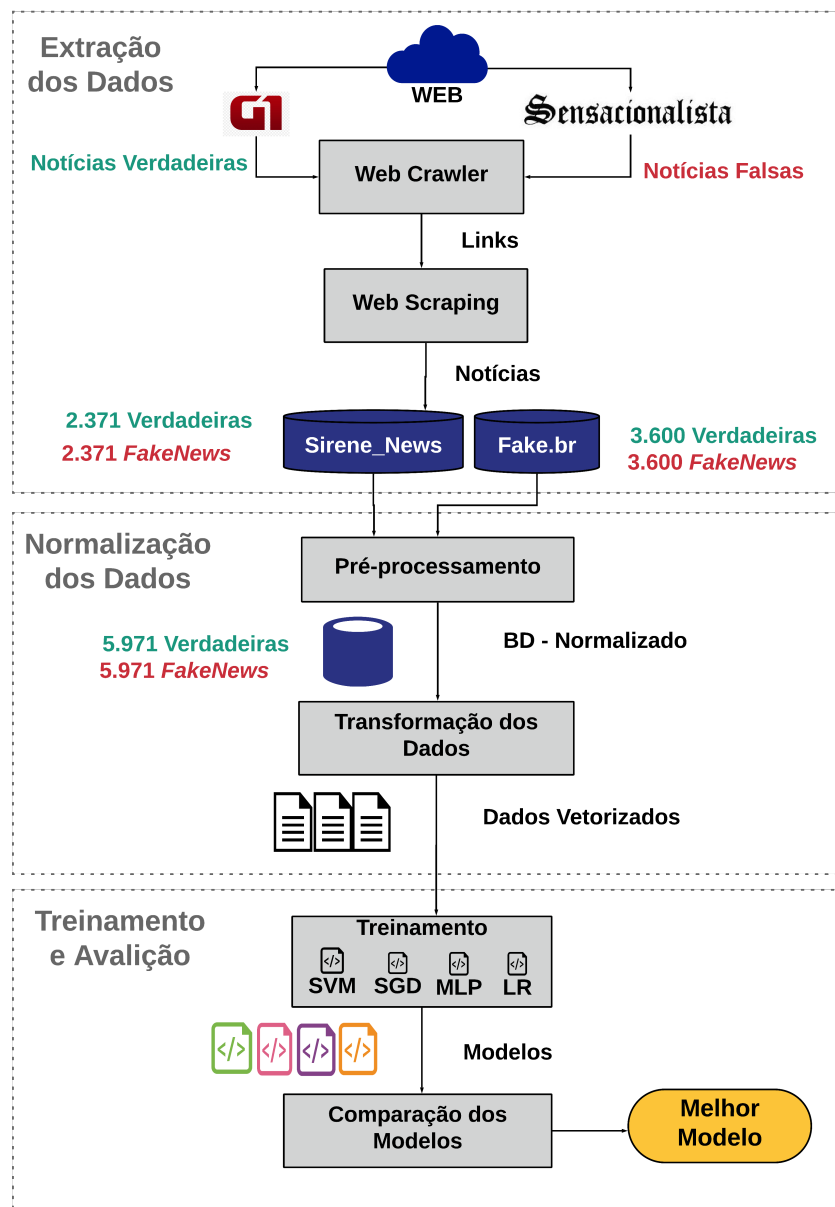 Extração
dos Dados
WEB
G1
Sensacionalista
Notícias Verdadeiras
Web Crawler
Notícias Falsas
Links
Web Scraping
Notícias
2.371 Verdadeiras
2.371 FakeNews
Sirene_News
Fake.br
3.600 Verdadeiras
3.600 FakeNews
Normalização
dos Dados
Pré-processamento
5.971 Verdadeiras
5.971 FakeNews
BD - Normalizado
Transformação dos
Dados
Dados Vetorizados
Treinamento
e Avalição
Treinamento
</> </> </> </>
SVM SGD MLP LR
</> </> </> </>
Modelos
Comparação dos
Modelos
Melhor
Modelo